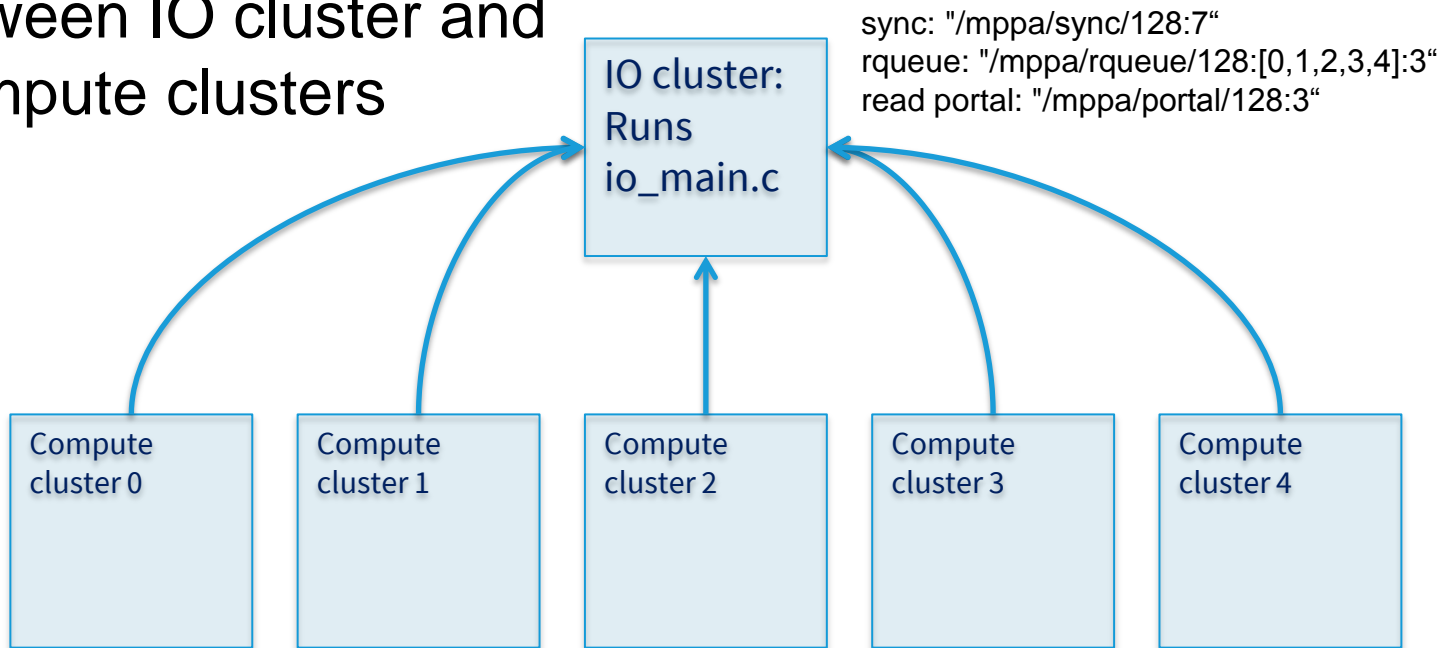 ween IO cluster and
mpute clusters
sync: "/mppa/sync/128:7“
rqueue: "/mppa/rqueue/128:[0,1,2,3,4]:3“
read portal: "/mppa/portal/128:3“
IO cluster:
Runs
io_main.c
Compute
cluster 0
Compute
cluster 1
Compute
cluster 2
Compute
cluster 3
Compute
cluster 4